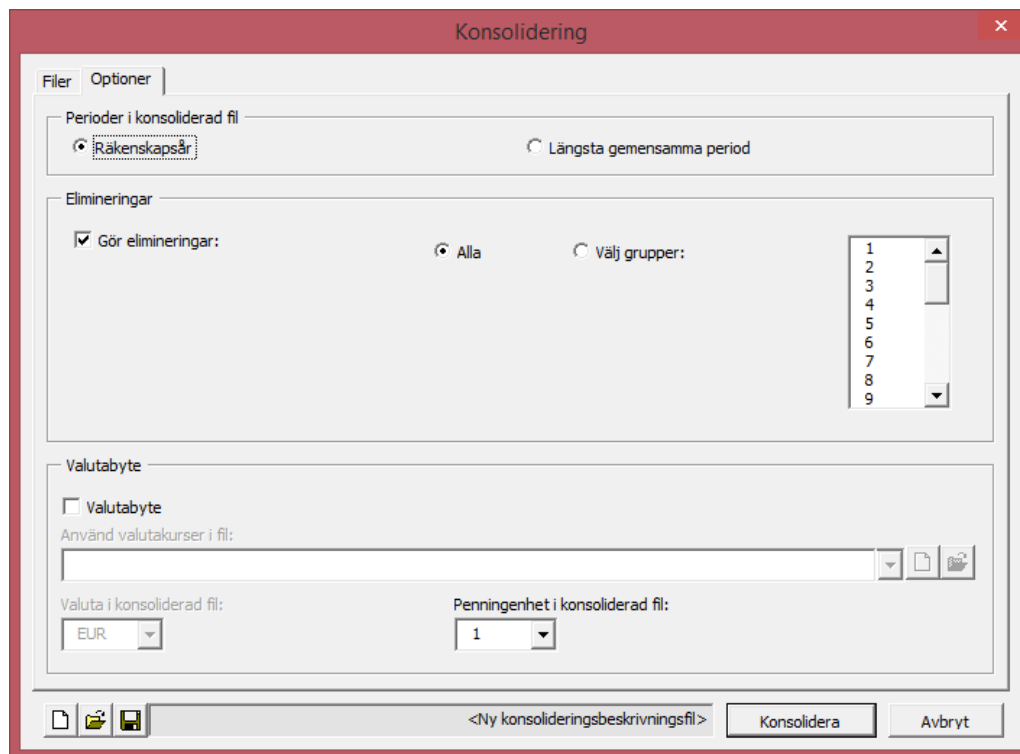 Konsolidering
Filer Optioner
Perioder i konsoliderad fil
Räkenskapsår Längsta gemensamma period
Elimineringar
Gör elimineringar: Alla Välj grupper:
1
2
3
4
5
6
7
8
9
Valutabyte
Valutabyte
Använd valutakurser i fil:
Valuta i konsoliderad fil: Penningenhet i konsoliderad fil:
EUR 1
<Ny konsolideringsbeskrivningsfil> Konsolidera Avbryt